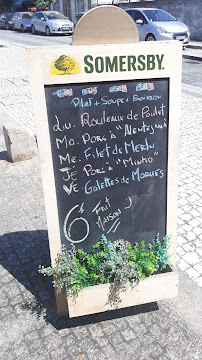 SOMERSBY.
Plat + Soupe + Boisson
Lu. Rouleaux de Poulet
Ma. Porc à "Alentejana"
Me. Filet de Merlu
Je Porc à "Minho"
Ve. Galettes de Morues
6€ Fait
Maison